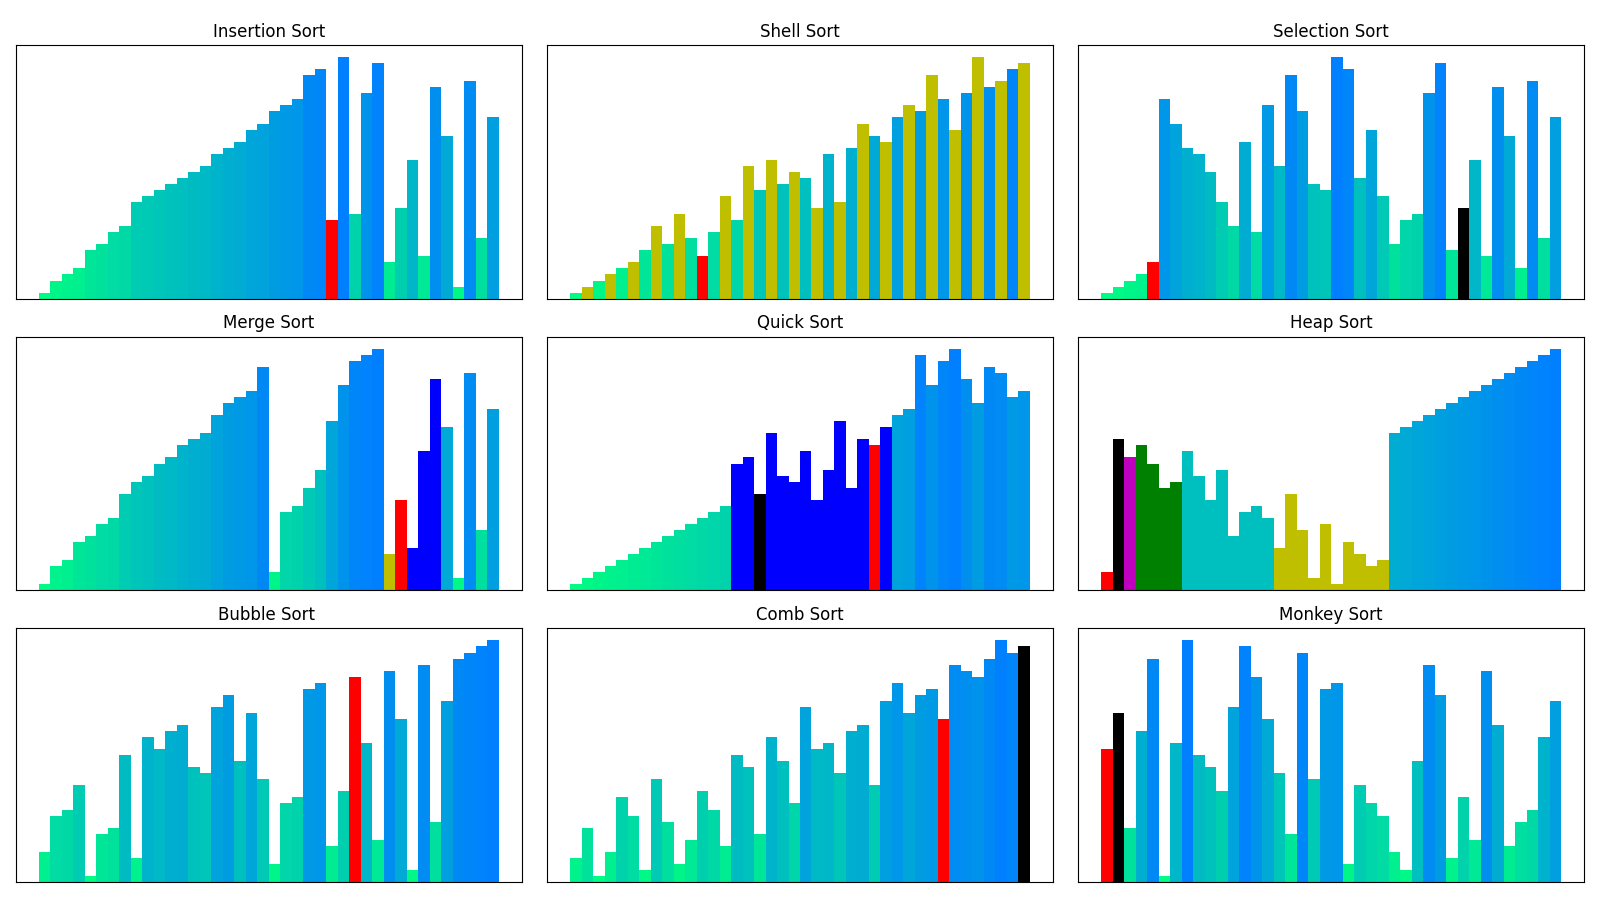 Insertion Sort
Shell Sort
Selection Sort
Merge Sort
Quick Sort
Heap Sort
Bubble Sort
Comb Sort
Monkey Sort